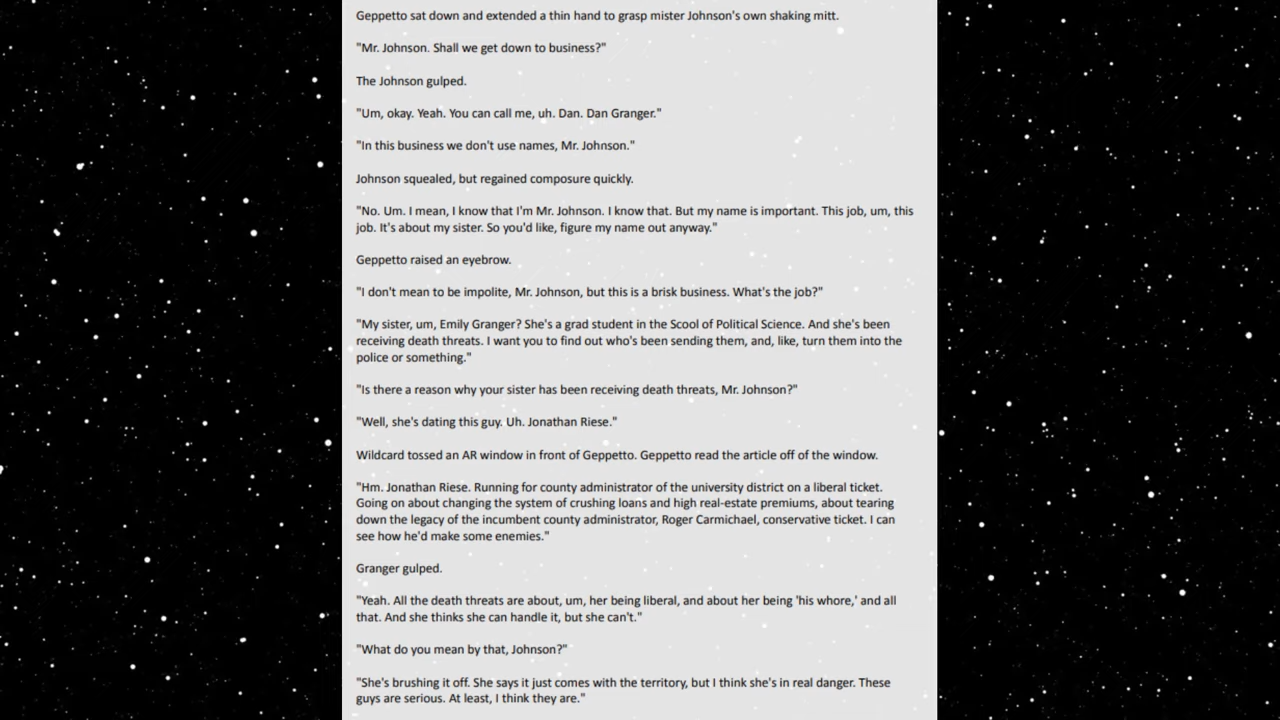 Geppetto sat down and extended a thin hand to grasp mister Johnson's own shaking mitt.
"Mr. Johnson. Shall we get down to business?"
The Johnson gulped.
"Um, okay. Yeah. You can call me, uh. Dan. Dan Granger."
"In this business we don't use names, Mr. Johnson."
Johnson squealed, but regained composure quickly.
"No. Um. I mean, I know that I'm Mr. Johnson. I know that. But my name is important. This job, um, this
job. It's about my sister. So you'd like, figure my name out anyway."
Geppetto raised an eyebrow.
"I don't mean to be impolite, Mr. Johnson, but this is a brisk business. What's the job?"
"My sister, um, Emily Granger? She's a grad student in the Scool of Political Science. And she's been
receiving death threats. I want you to find out who's been sending them, and, like, turn them into the
police or something."
"Is there a reason why your sister has been receiving death threats, Mr. Johnson?"
"Well, she's dating this guy. Uh. Jonathan Riese."
Wildcard tossed an AR window in front of Geppetto. Geppetto read the article off of the window.
"Hm. Jonathan Riese. Running for county administrator of the university district on a liberal ticket.
Going on about changing the system of crushing loans and high real-estate premiums, about tearing
down the legacy of the incumbent county administrator, Roger Carmichael, conservative ticket. I can
see how he'd make some enemies."
Granger gulped.
"Yeah. All the death threats are about, um, her being liberal, and about her being 'his whore,' and all
that. And she thinks she can handle it, but she can't."
"What do you mean by that, Johnson?"
"She's brushing it off. She says it just comes with the territory, but I think she's in real danger. These
guys are serious. At least, I think they are."